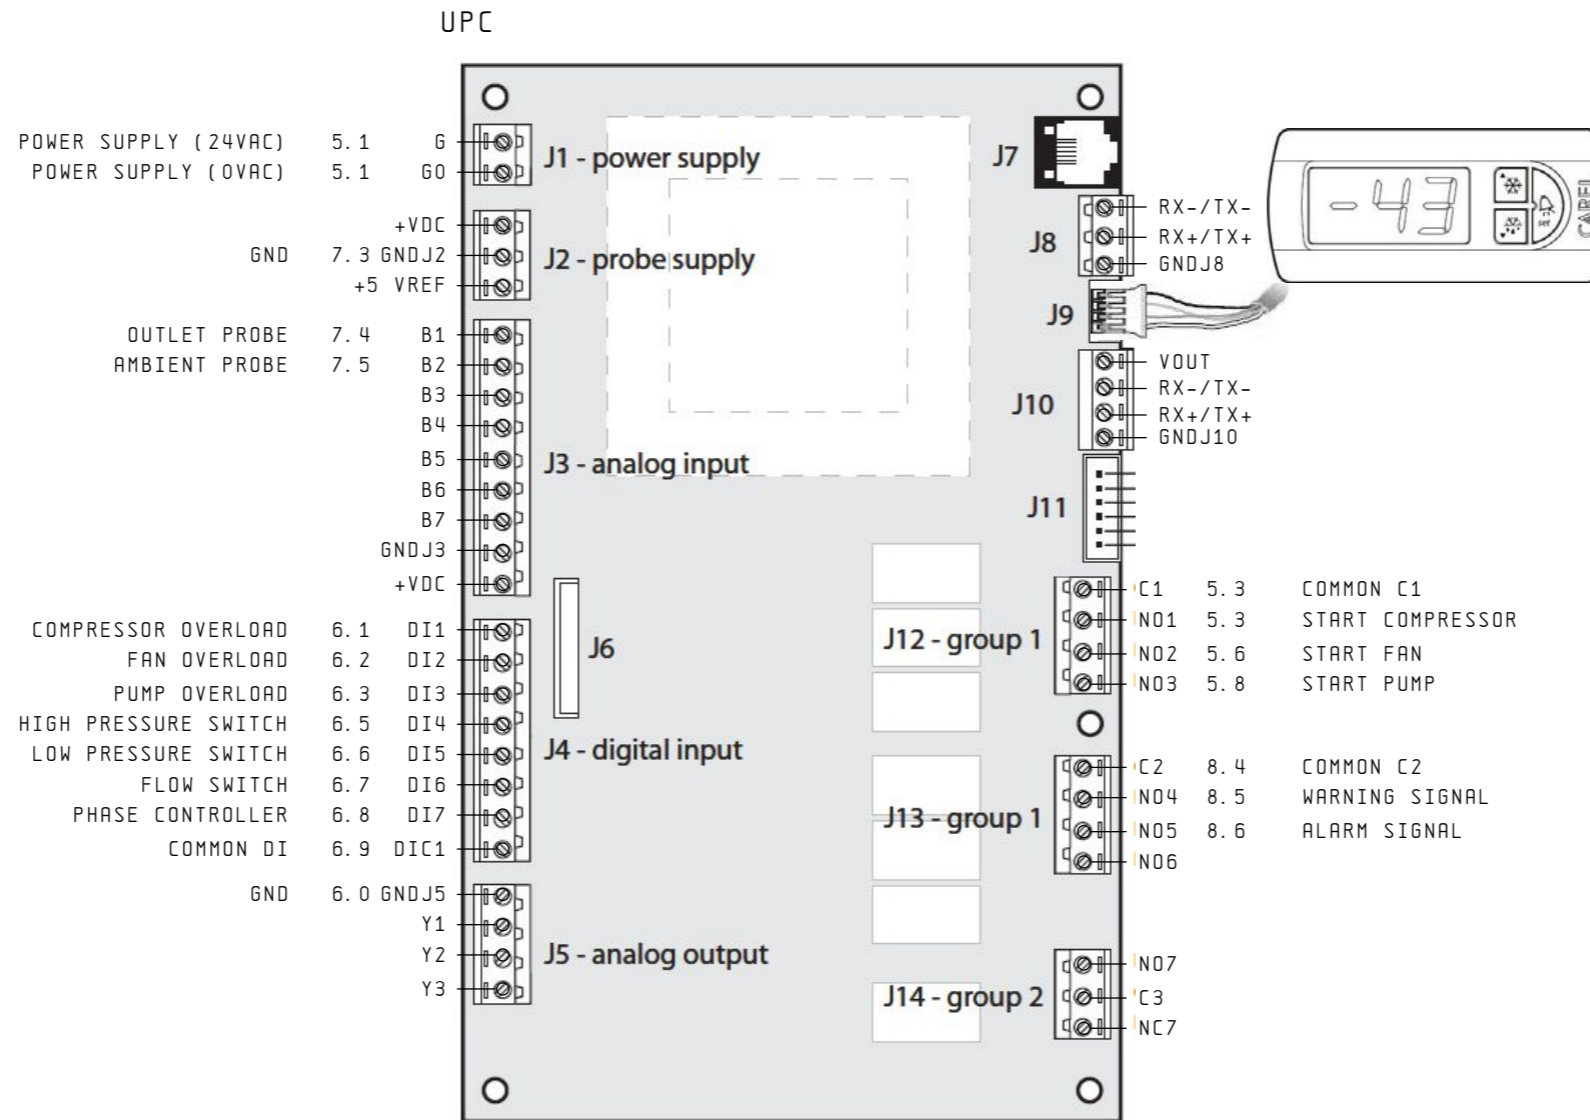 UPC
POWER SUPPLY (24VAC) 5.1 G
POWER SUPPLY (0VAC) 5.1 G0
J1 - power supply
+VDC
GND 7.3 GNDJ2
+5 VREF
J2 - probe supply
OUTLET PROBE 7.4 B1
AMBIENT PROBE 7.5 B2
B3
B4
B5
B6
B7
GNDJ3
+VDC
J3 - analog input
COMPRESSOR OVERLOAD 6.1 DI1
FAN OVERLOAD 6.2 DI2
PUMP OVERLOAD 6.3 DI3
HIGH PRESSURE SWITCH 6.5 DI4
LOW PRESSURE SWITCH 6.6 DI5
FLOW SWITCH 6.7 DI6
PHASE CONTROLLER 6.8 DI7
COMMON DI 6.9 DIC1
J6
J4 - digital input
GND 6.0 GNDJ5
Y1
Y2
Y3
J5 - analog output
J7
J8
RX-/TX-
RX+/TX+
GNDJ8
-43
set
CAREL
J9
J10
VOUT
RX-/TX-
RX+/TX+
GNDJ10
J11
J12 - group 1
C1 5.3 COMMON C1
NO1 5.3 START COMPRESSOR
NO2 5.6 START FAN
NO3 5.8 START PUMP
J13 - group 1
C2 8.4 COMMON C2
NO4 8.5 WARNING SIGNAL
NO5 8.6 ALARM SIGNAL
NO6
J14 - group 2
NO7
C3
NC7